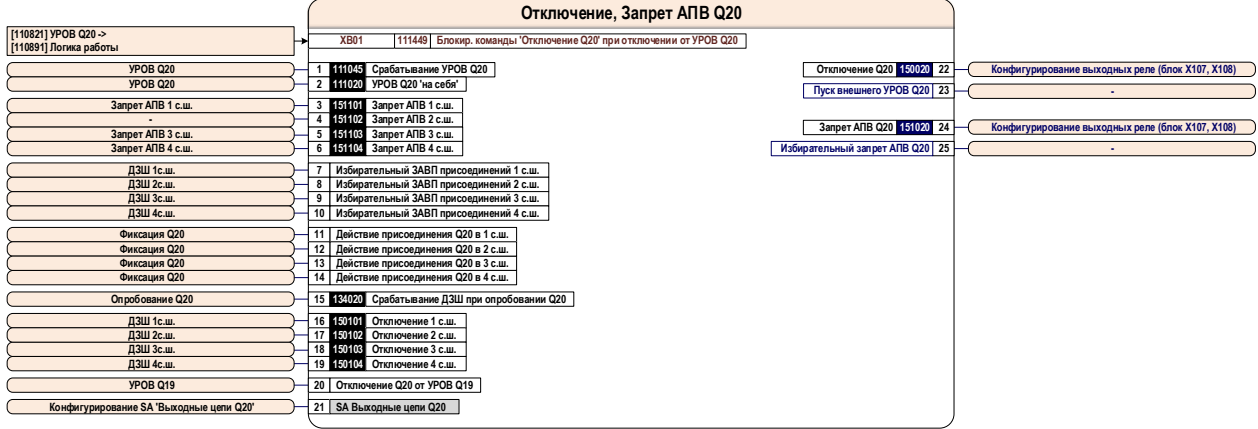 Отключение, Запрет АПВ Q20
[110821] УРОВ Q20 ->
[110891] Логика работы
XB01 111449 Блокир. команды 'Отключение Q20' при отключении от УРОВ Q20
УРОВ Q20 1 111045 Срабатывание УРОВ Q20
УРОВ Q20 2 111020 УРОВ Q20 'на себя'
Запрет АПВ 1 с.ш. 3 151101 Запрет АПВ 1 с.ш.
- 4 151102 Запрет АПВ 2 с.ш.
Запрет АПВ 3 с.ш. 5 151103 Запрет АПВ 3 с.ш.
Запрет АПВ 4 с.ш. 6 151104 Запрет АПВ 4 с.ш.
ДЗШ 1с.ш. 7 Избирательный ЗАВП присоединений 1 с.ш.
ДЗШ 2с.ш. 8 Избирательный ЗАВП присоединений 2 с.ш.
ДЗШ 3с.ш. 9 Избирательный ЗАВП присоединений 3 с.ш.
ДЗШ 4с.ш. 10 Избирательный ЗАВП присоединений 4 с.ш.
Фиксация Q20 11 Действие присоединения Q20 в 1 с.ш.
Фиксация Q20 12 Действие присоединения Q20 в 2 с.ш.
Фиксация Q20 13 Действие присоединения Q20 в 3 с.ш.
Фиксация Q20 14 Действие присоединения Q20 в 4 с.ш.
Опробование Q20 15 134020 Срабатывание ДЗШ при опробовании Q20
ДЗШ 1с.ш. 16 150101 Отключение 1 с.ш.
ДЗШ 2с.ш. 17 150102 Отключение 2 с.ш.
ДЗШ 3с.ш. 18 150103 Отключение 3 с.ш.
ДЗШ 4с.ш. 19 150104 Отключение 4 с.ш.
УРОВ Q19 20 Отключение Q20 от УРОВ Q19
Конфигурирование SA 'Выходные цепи Q20' 21 SA Выходные цепи Q20
Отключение Q20 150020 22 Конфигурирование выходных реле (блок X107, X108)
Пуск внешнего УРОВ Q20 23 -
Запрет АПВ Q20 151020 24 Конфигурирование выходных реле (блок X107, X108)
Избирательный запрет АПВ Q20 25 -